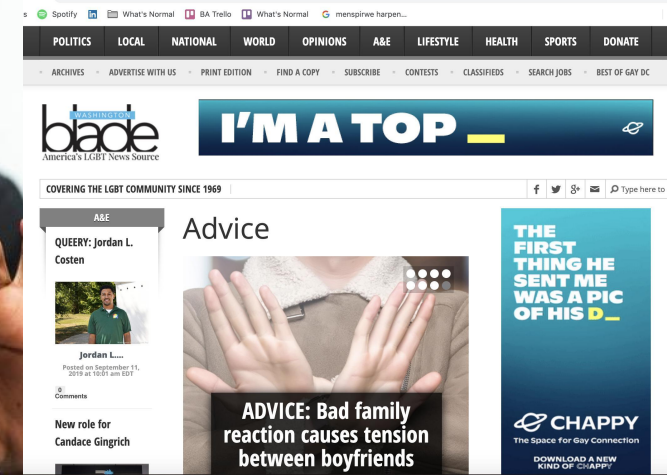 s Spotify What's Normal BA Trello What's Normal G menspirwe harpen...
POLITICS LOCAL NATIONAL WORLD OPINIONS A&E LIFESTYLE HEALTH SPORTS DONATE
ARCHIVES ADVERTISE WITH US PRINT EDITION FIND A COPY SUBSCRIBE CONTESTS CLASSIFIEDS SEARCH JOBS BEST OF GAY DC
WASHINGTON
blade
America's LGBT News Source
I'M A TOP _
COVERING THE LGBT COMMUNITY SINCE 1969
f g+ Type here to
A&E
QUEERY: Jordan L.
Costen
Jordan L....
Posted on September 11,
2019 at 10:01 am EDT
0
Comments
New role for
Candace Gingrich
Advice
ADVICE: Bad family
reaction causes tension
between boyfriends
THE
FIRST
THING HE
SENT ME
WAS A PIC
OF HIS D_
CHAPPY
The Space for Gay Connection
DOWNLOAD A NEW
KIND OF CHAPPY